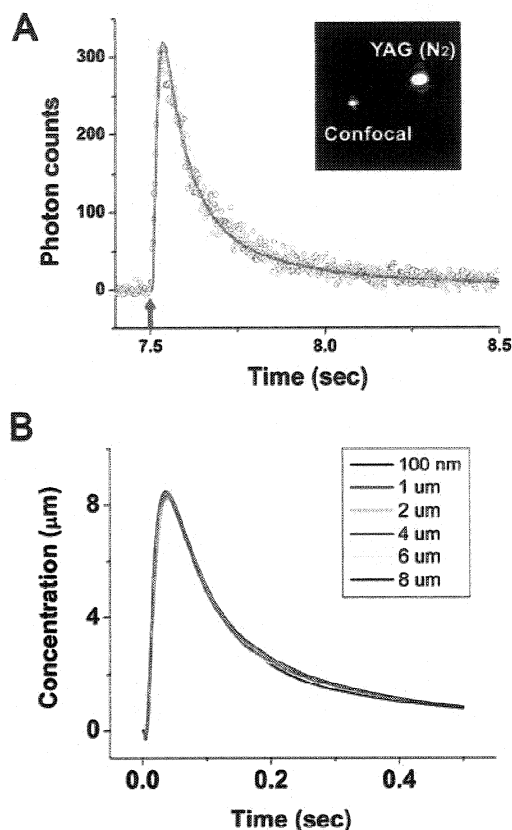 A
Photon counts
300
200
100
0
YAG (N2)
Confocal
7.5
8.0
8.5
Time (sec)
B
Concentration (μm)
8
4
0
100 nm
1 um
2 um
4 um
6 um
8 um
0.0
0.2
0.4
Time (sec)